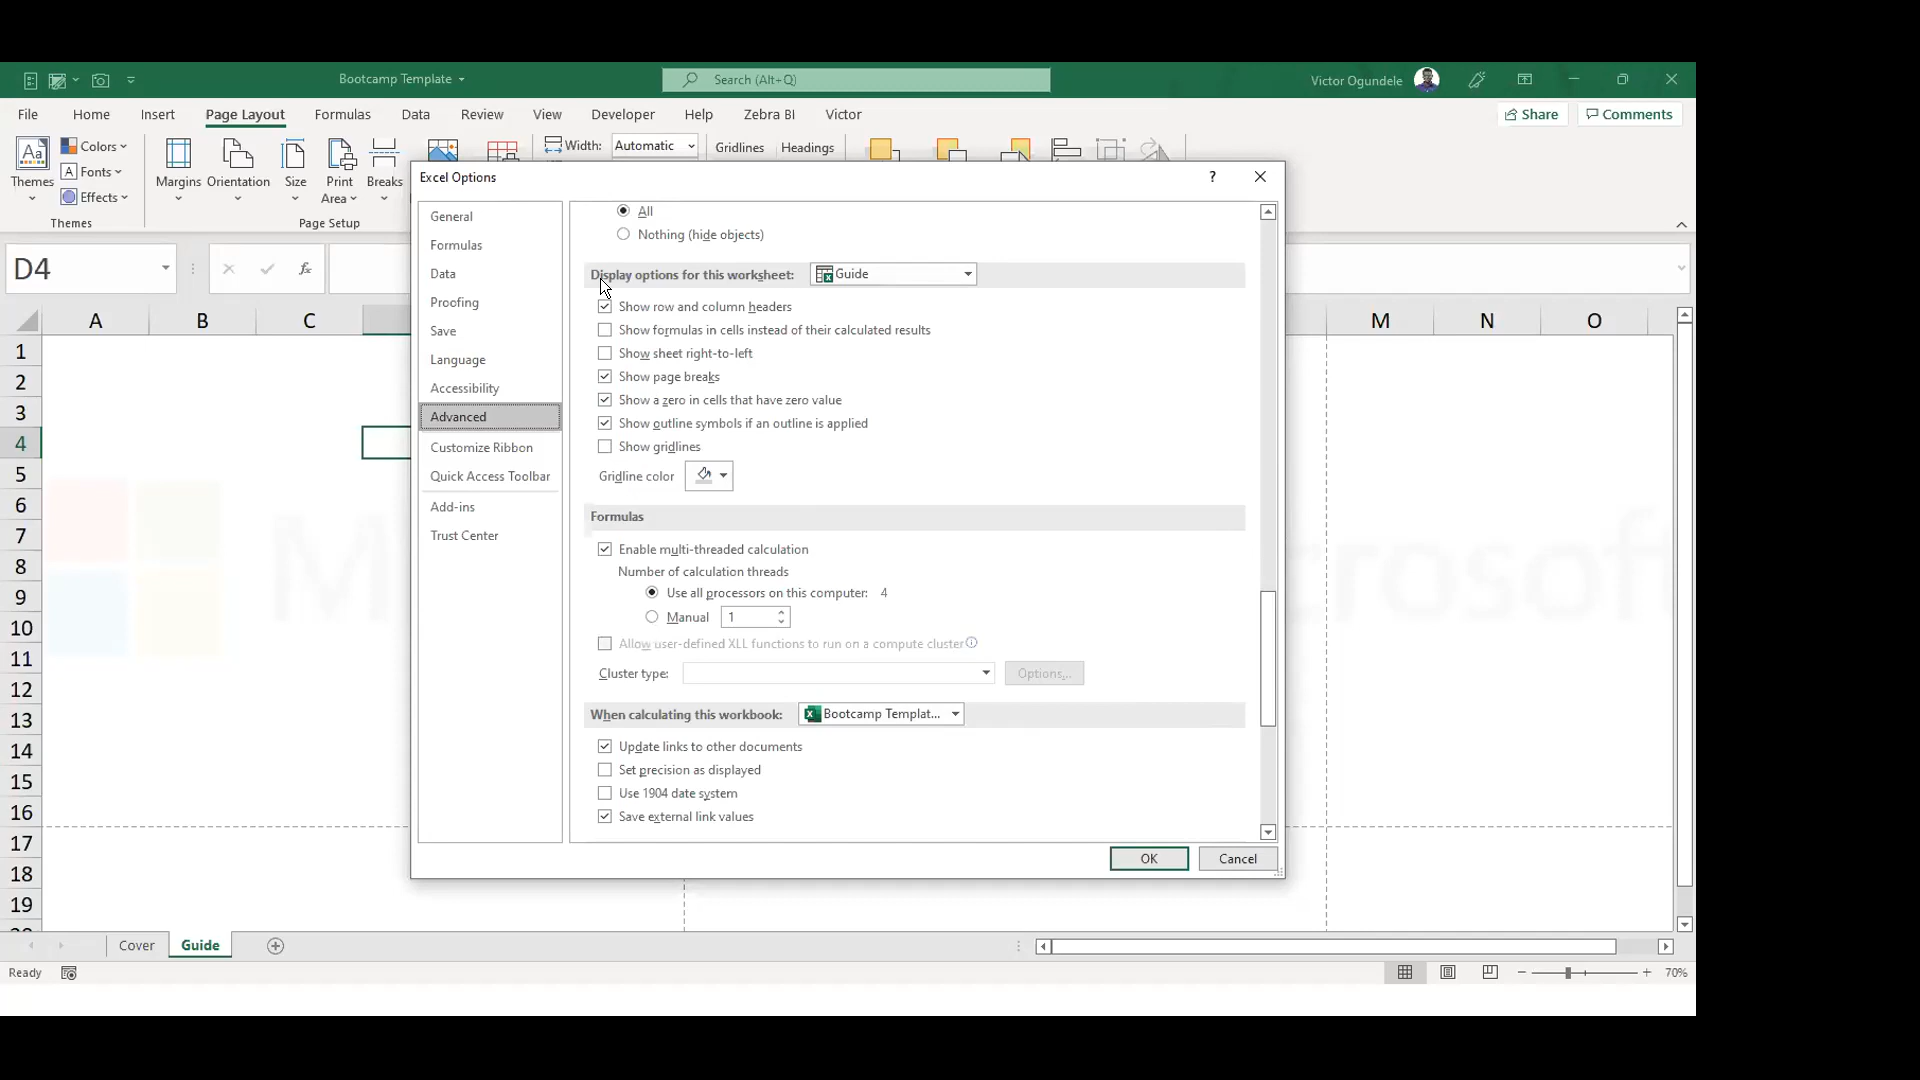 Bootcamp Template
Search (Alt+Q)
Victor Ogundele
File Home Insert Page Layout Formulas Data Review View Developer Help Zebra BI Victor
Share Comments
Themes
Colors
Fonts
Effects
Margins Orientation Size Print Area Breaks
Width: Automatic
Gridlines Headings
Themes
Page Setup
Excel Options
?
D4
fx
A B C M N O
1
2
3
4
5
6
7
8
9
10
11
12
13
14
15
16
17
18
19
General
Formulas
Data
Proofing
Save
Language
Accessibility
Advanced
Customize Ribbon
Quick Access Toolbar
Add-ins
Trust Center
All
Nothing (hide objects)
Display options for this worksheet: Guide
Show row and column headers
Show formulas in cells instead of their calculated results
Show sheet right-to-left
Show page breaks
Show a zero in cells that have zero value
Show outline symbols if an outline is applied
Show gridlines
Gridline color
Formulas
Enable multi-threaded calculation
Number of calculation threads
Use all processors on this computer: 4
Manual 1
Allow user-defined XLL functions to run on a compute cluster
Cluster type: Options...
When calculating this workbook: Bootcamp Templat...
Update links to other documents
Set precision as displayed
Use 1904 date system
Save external link values
OK Cancel
M
crosoft
Cover Guide
Ready
70%